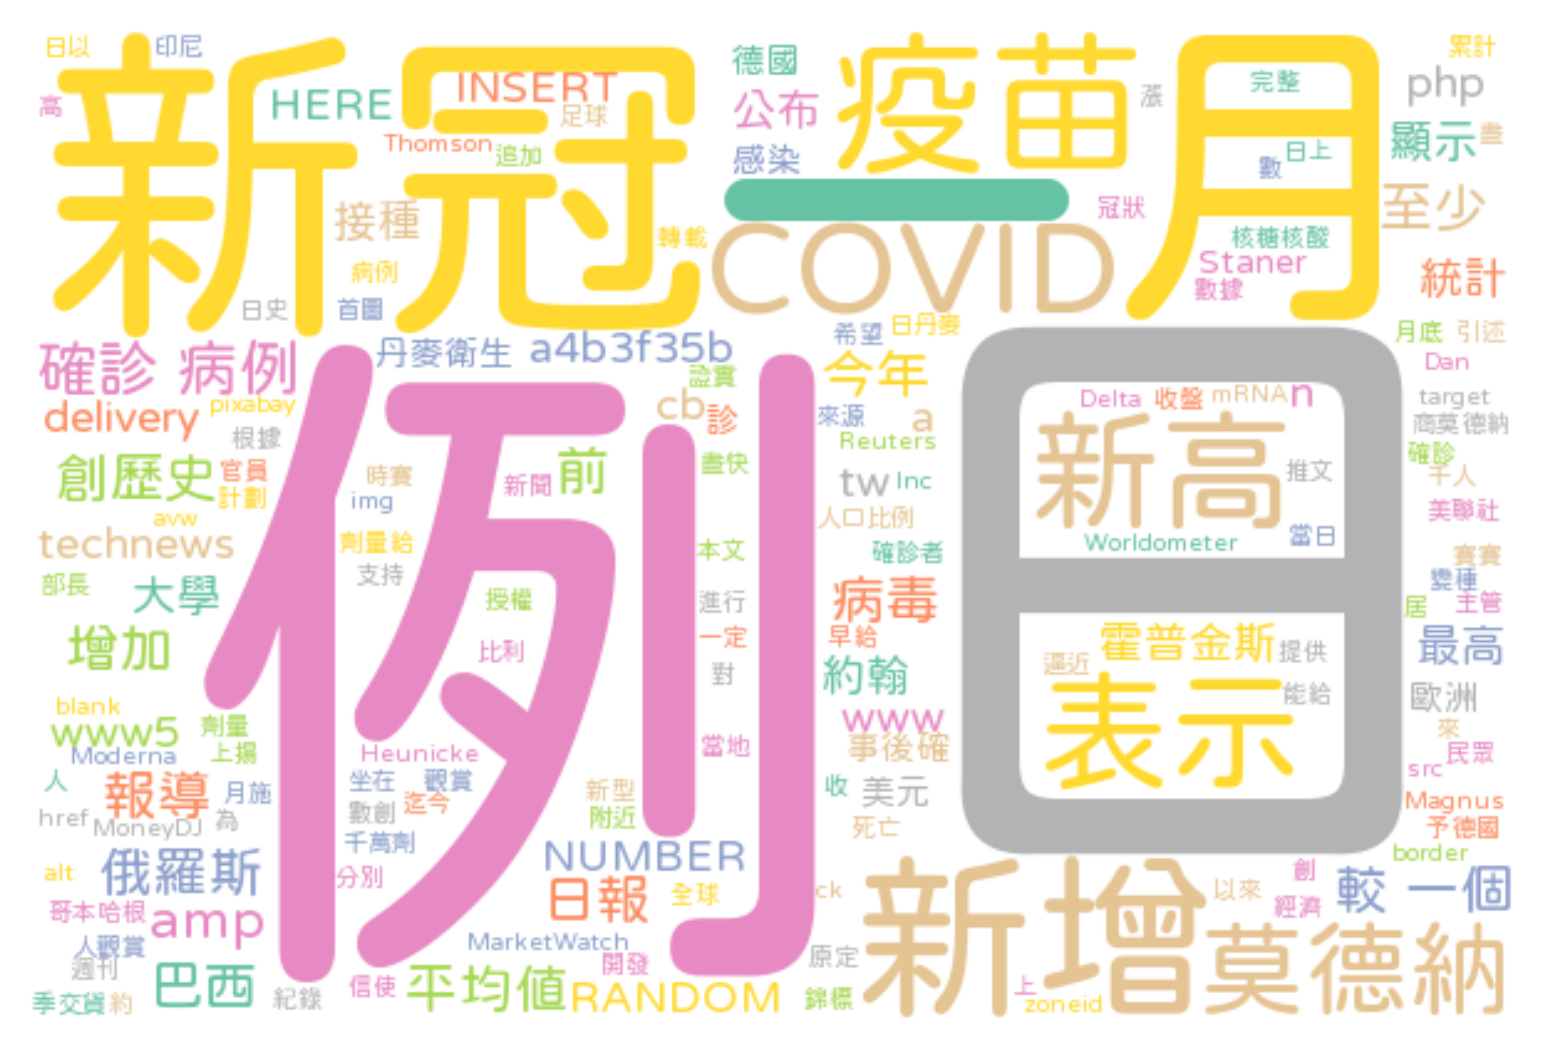 日以
印尼
新冠
高
HERE
INSERT
足球
Thomson
追加
接種
轉載
病例
日史
首圖
德國
公布
感染
疫苗
漲
一
COVID
冠狀
月
完整
日上
數
核糖核酸
Staner
數據
累計
php
顯示
盡
至少
統計
確診 病例
丹麥衛生
a4b3f35b
證實
希望
日丹麥
今年
月底
引述
Dan
delivery
pixabay
根據
cb
診
來源
a
Reuters
日
Delta
收盤
mRNA
n
新高
推文
Worldometer
當日
target
商莫德納
確診
千人
美聯社
創歷史
官員
計劃
avw
technews
例
時賽
img
新聞
前
盡快
tw
Inc
人口比例
劑量給
支持
本文
確診者
賽賽
變種
居
主管
部長
大學
增加
授權
比利
進行
一定
對
病毒
早給
約翰
霍普金斯
提供
逼近
表示
能給
最高
歐洲
來
blank
www5
劑量
上揚
Moderna
人
報導
月施
href
MoneyDJ
為
Heunicke
坐在
觀賞
數創
迄今
千萬劑
分別
當地
新型
附近
www
事後確
收
美元
死亡
民眾
src
Magnus
予德國
border
alt
俄羅斯
哥本哈根
amp
人觀賞
週刊
季交貨
約
巴西
紀錄
NUMBER
日報
全球
MarketWatch
開發
信使
平均值
RANDOM
ck
原定
錦標
新增
以來
創
經濟
較 一個
莫德納
上
zoneid